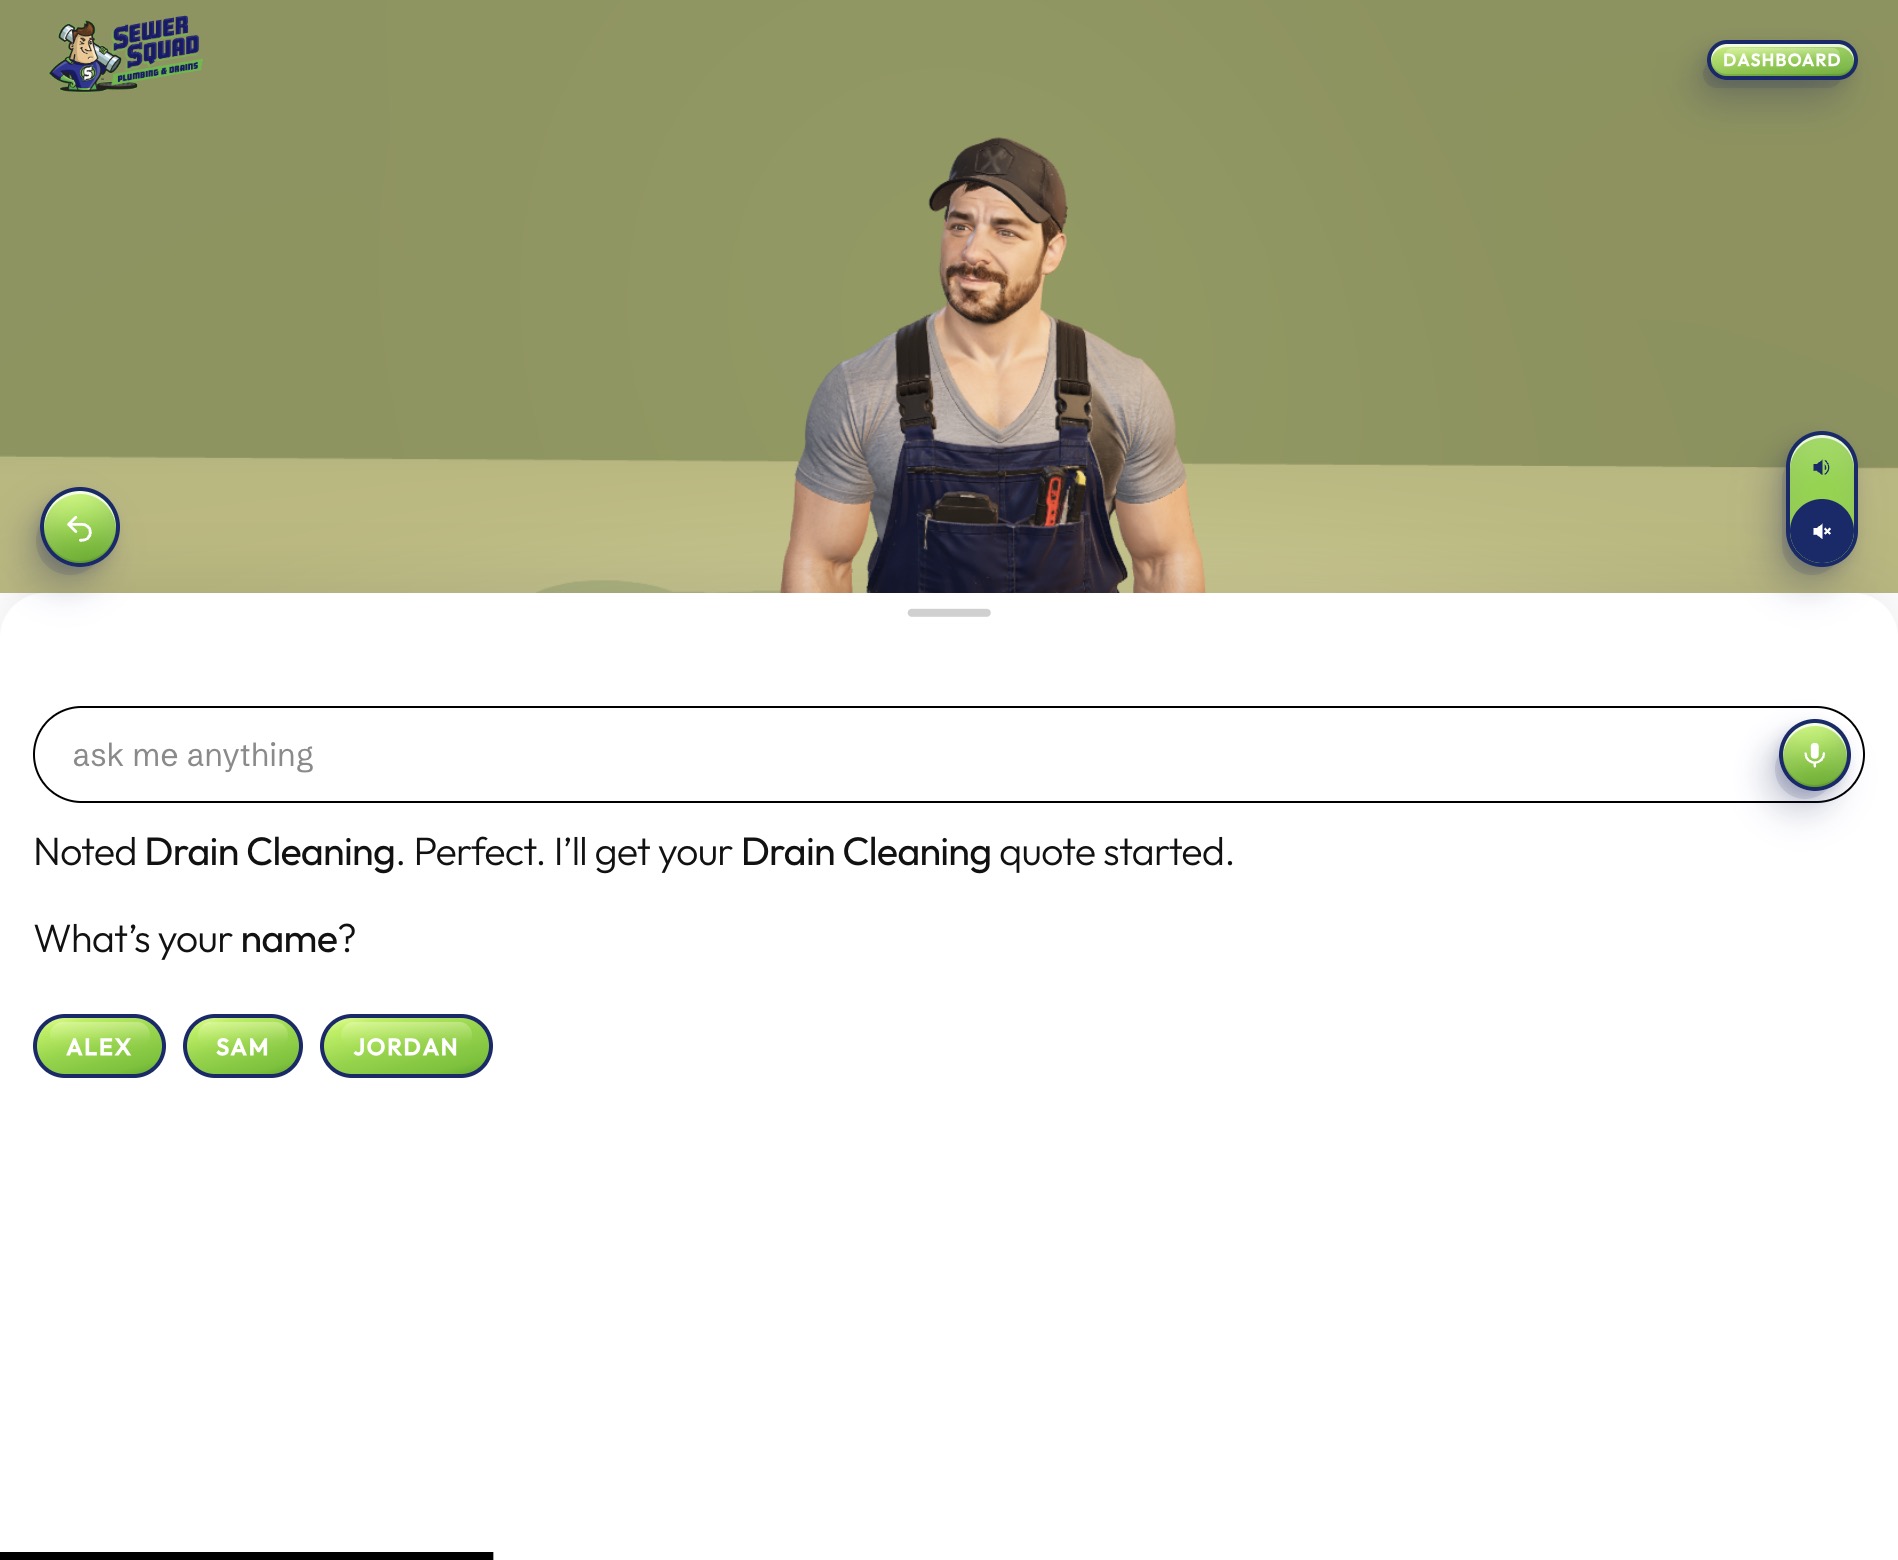 SEWER
SQUAD
PLUMBING & DRAINS
DASHBOARD
ask me anything
Noted Drain Cleaning. Perfect. I’ll get your Drain Cleaning quote started.
What’s your name?
ALEX SAM JORDAN